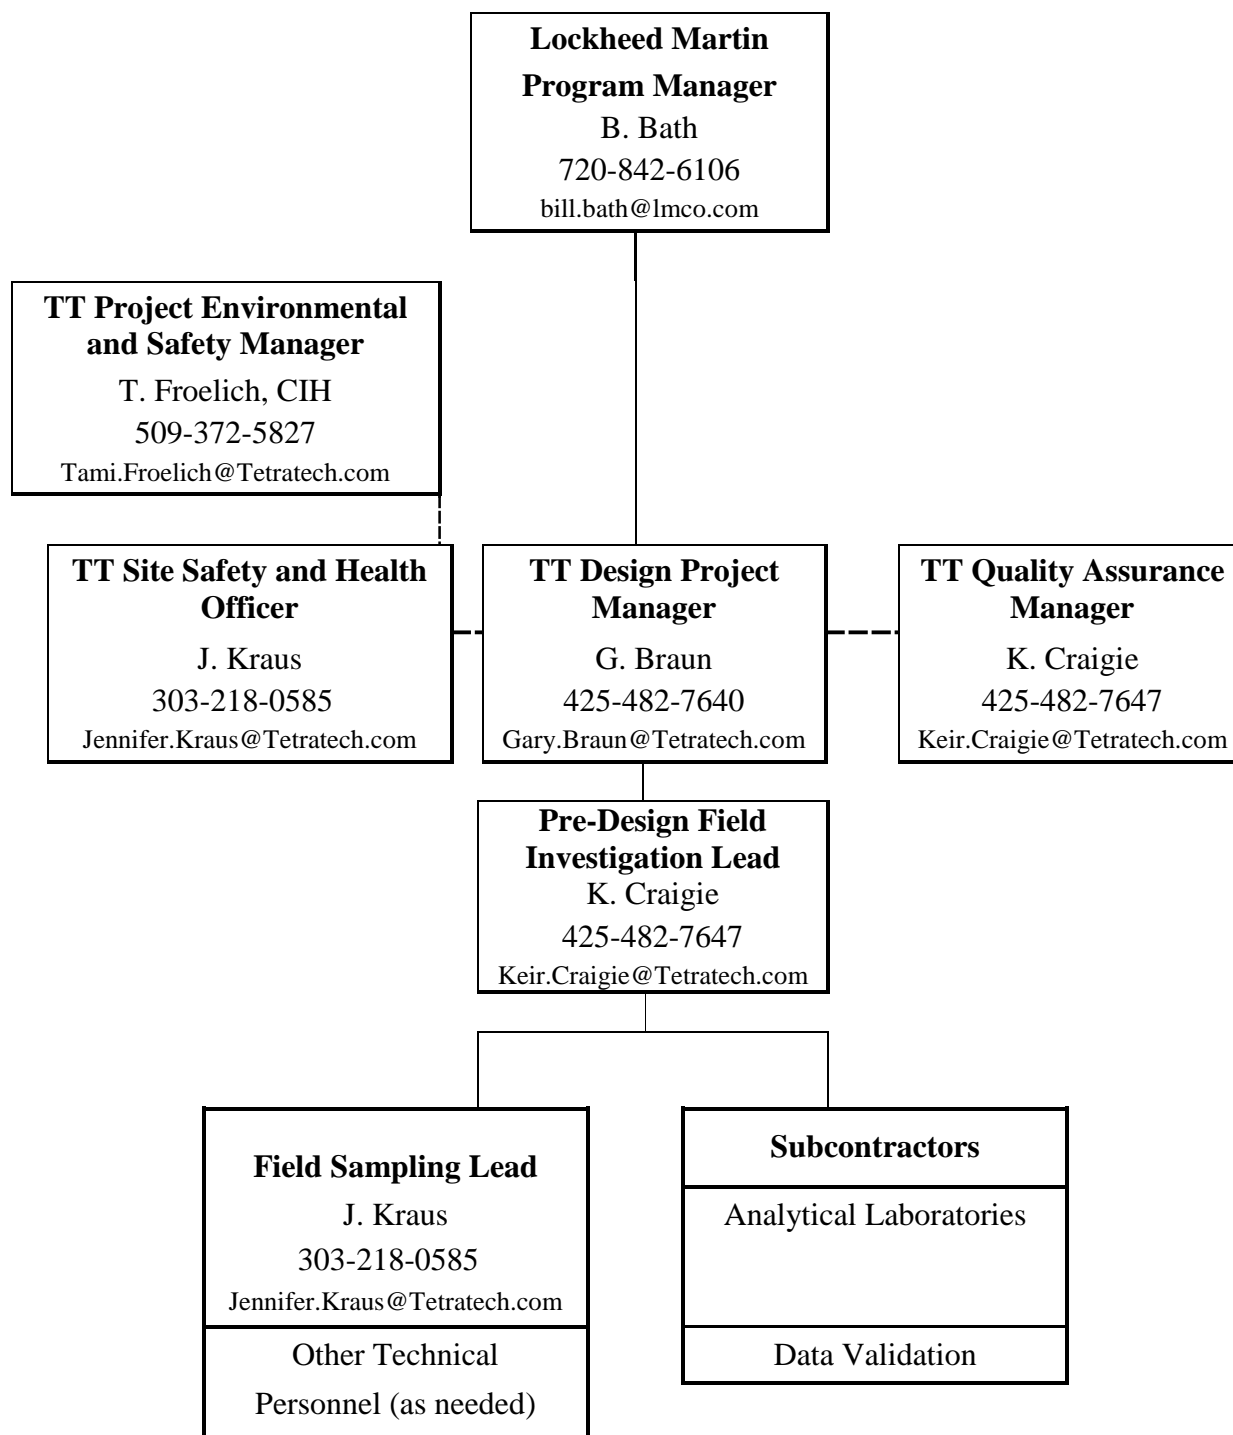 Lockheed Martin
Program Manager
B. Bath
720-842-6106
bill.bath@lmco.com
TT Project Environmental
and Safety Manager
T. Froelich, CIH
509-372-5827
Tami.Froelich@Tetratech.com
TT Site Safety and Health
Officer
J. Kraus
303-218-0585
Jennifer.Kraus@Tetratech.com
TT Design Project
Manager
G. Braun
425-482-7640
Gary.Braun@Tetratech.com
TT Quality Assurance
Manager
K. Craigie
425-482-7647
Keir.Craigie@Tetratech.com
Pre-Design Field
Investigation Lead
K. Craigie
425-482-7647
Keir.Craigie@Tetratech.com
Field Sampling Lead
J. Kraus
303-218-0585
Jennifer.Kraus@Tetratech.com
Other Technical
Personnel (as needed)
Subcontractors
Analytical Laboratories
Data Validation